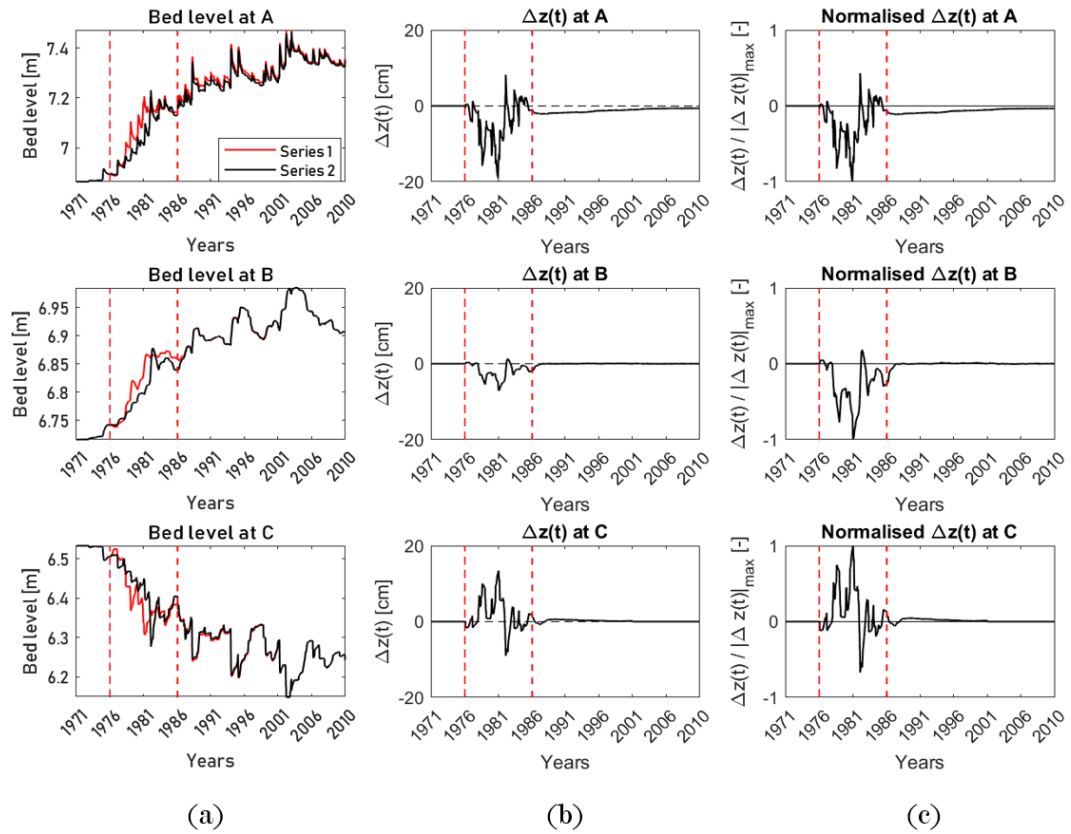 Bed level at A
Bed level [m]
7.4
7.2
7
Series 1
Series 2
1971 1976 1981 1986 1991 1996 2001 2006 2010
Years
Δz(t) at A
Δz(t) [cm]
20
0
-20
1971 1976 1981 1986 1991 1996 2001 2006 2010
Years
Normalised Δz(t) at A
Δz(t) / |Δ z(t)|max [-]
1
0
-1
1971 1976 1981 1986 1991 1996 2001 2006 2010
Years
Bed level at B
Bed level [m]
6.95
6.9
6.85
6.8
6.75
1971 1976 1981 1986 1991 1996 2001 2006 2010
Years
Δz(t) at B
Δz(t) [cm]
20
0
-20
1971 1976 1981 1986 1991 1996 2001 2006 2010
Years
Normalised Δz(t) at B
Δz(t) / |Δ z(t)|max [-]
1
0
-1
1971 1976 1981 1986 1991 1996 2001 2006 2010
Years
Bed level at C
Bed level [m]
6.5
6.4
6.3
6.2
1971 1976 1981 1986 1991 1996 2001 2006 2010
Years
Δz(t) at C
Δz(t) [cm]
20
0
-20
1971 1976 1981 1986 1991 1996 2001 2006 2010
Years
Normalised Δz(t) at C
Δz(t) / |Δ z(t)|max [-]
1
0
-1
1971 1976 1981 1986 1991 1996 2001 2006 2010
Years
(a) (b) (c)